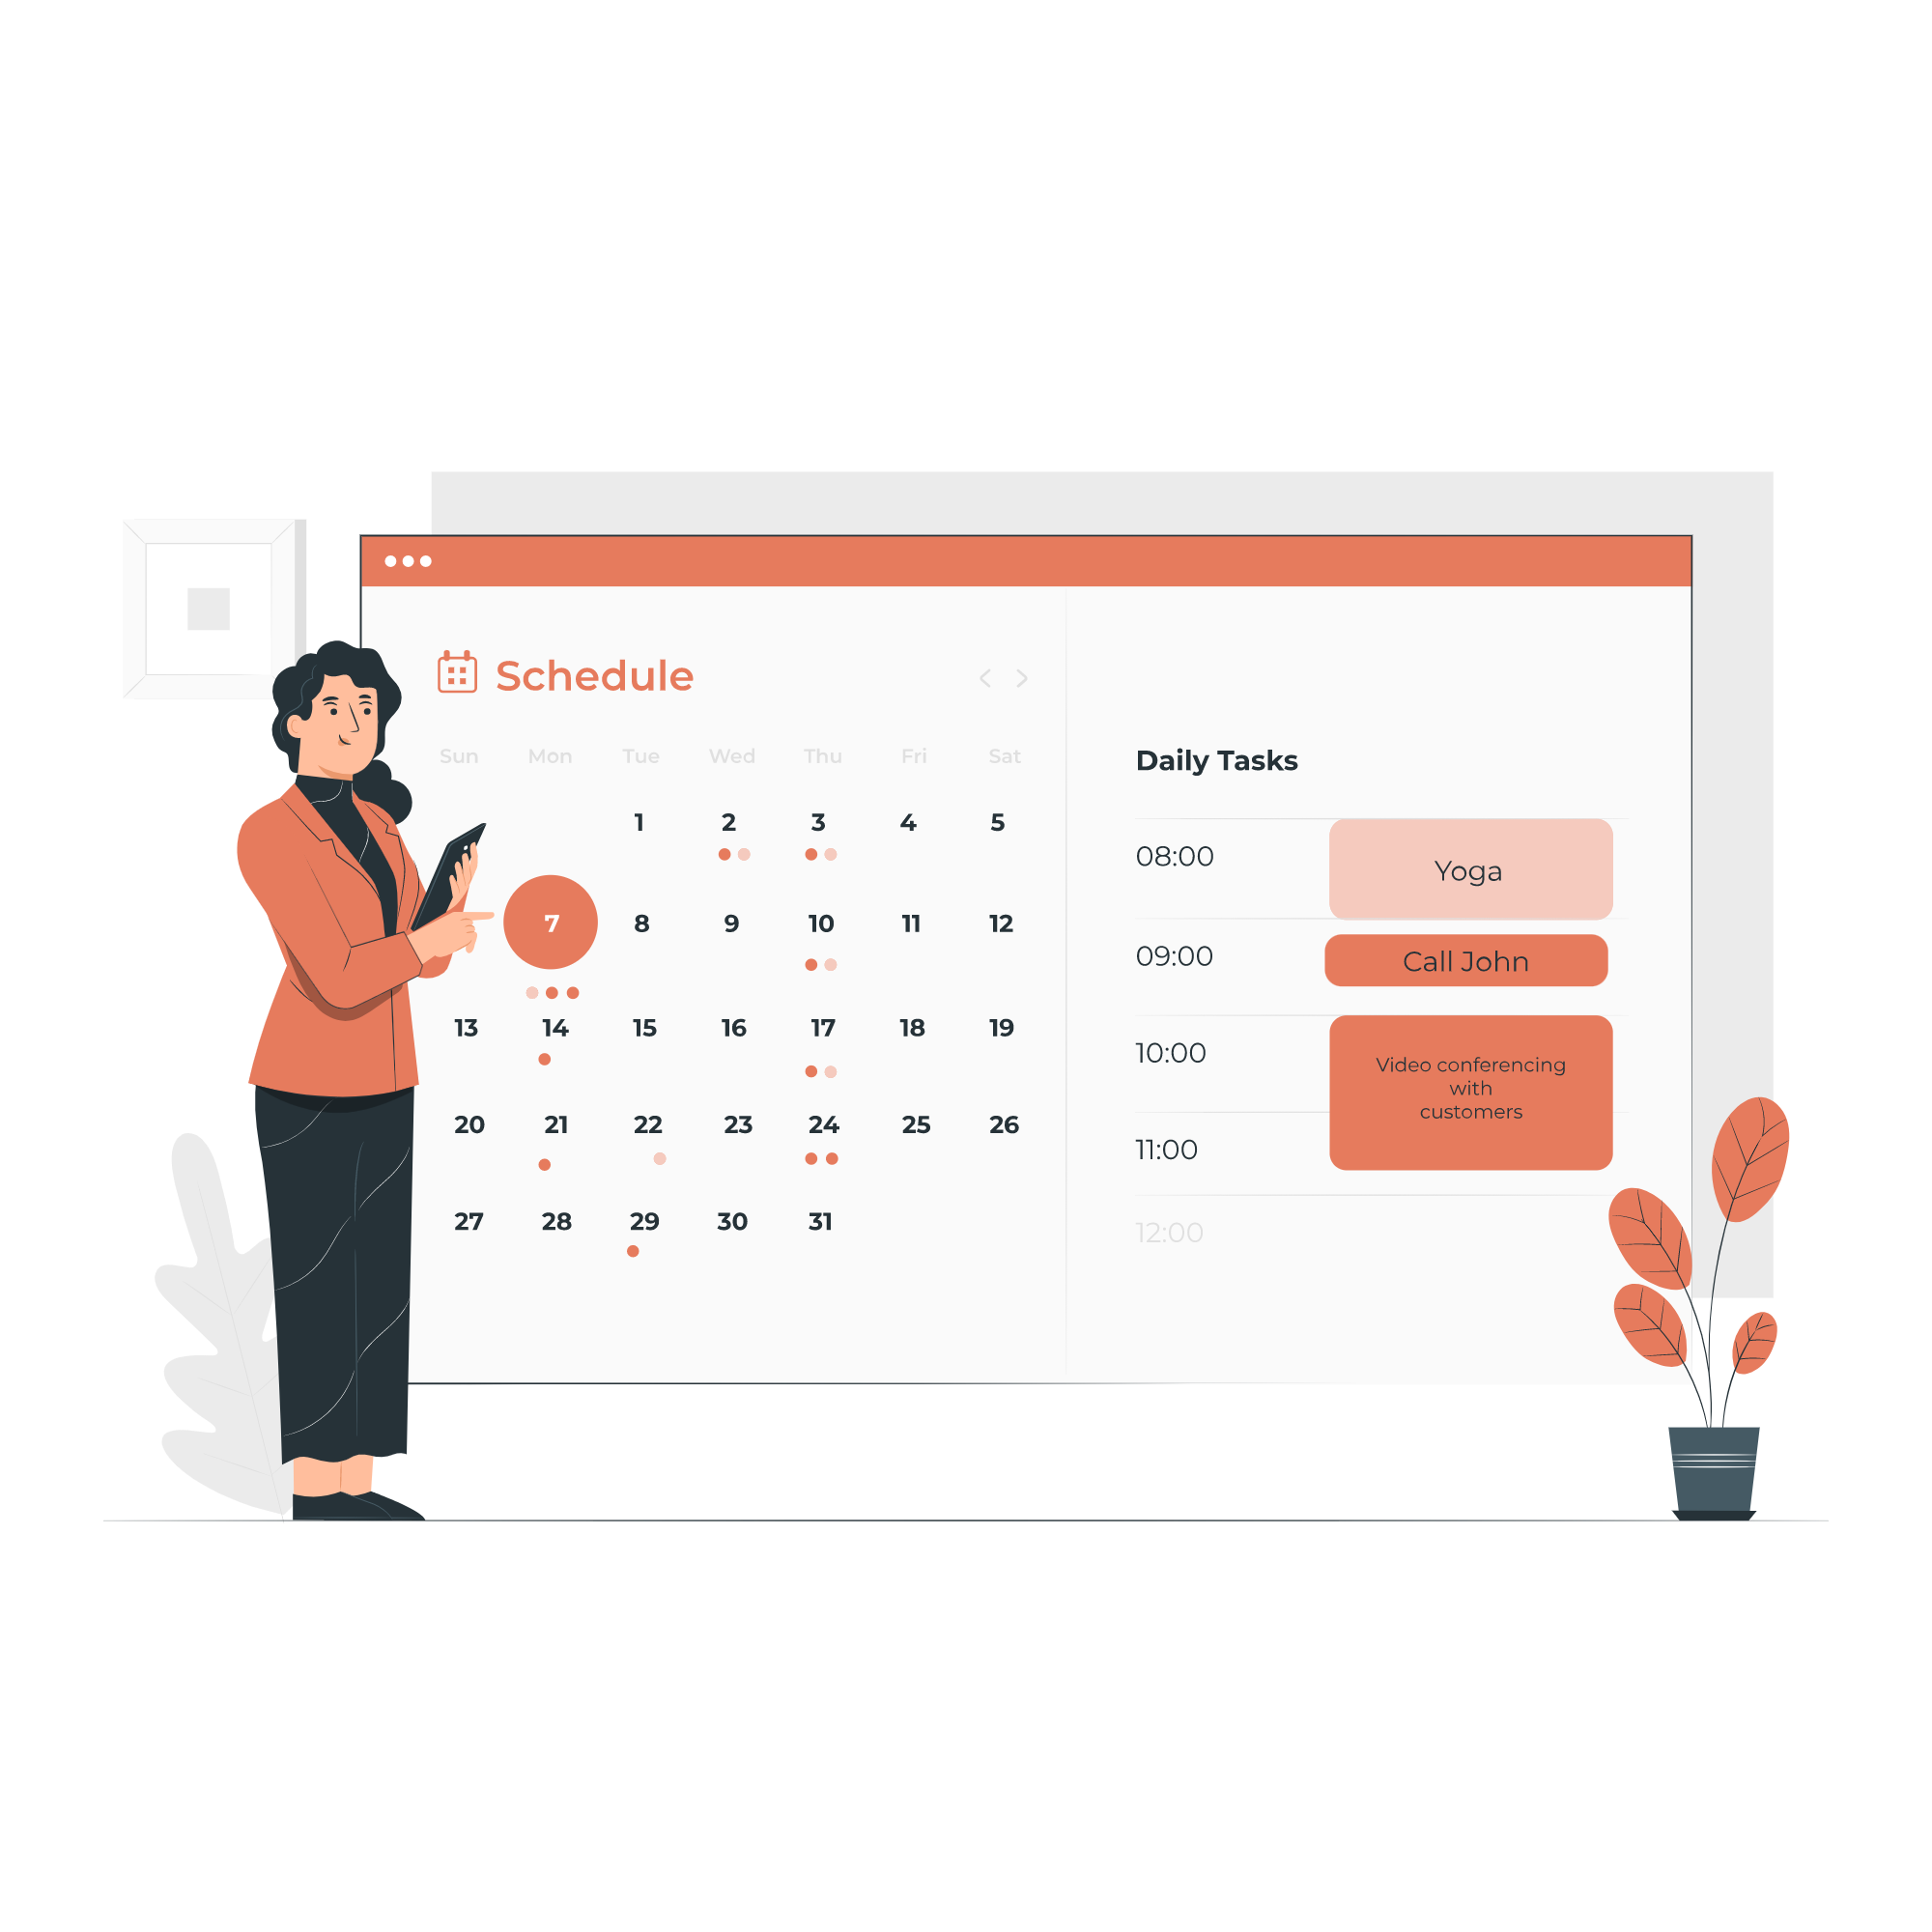 Schedule
Sun Mon Tue Wed Thu Fri Sat
1 2 3 4 5
7 8 9 10 11 12
13 14 15 16 17 18 19
20 21 22 23 24 25 26
27 28 29 30 31
Daily Tasks
08:00 Yoga
09:00 Call John
10:00 Video conferencing
with
customers
11:00
12:00